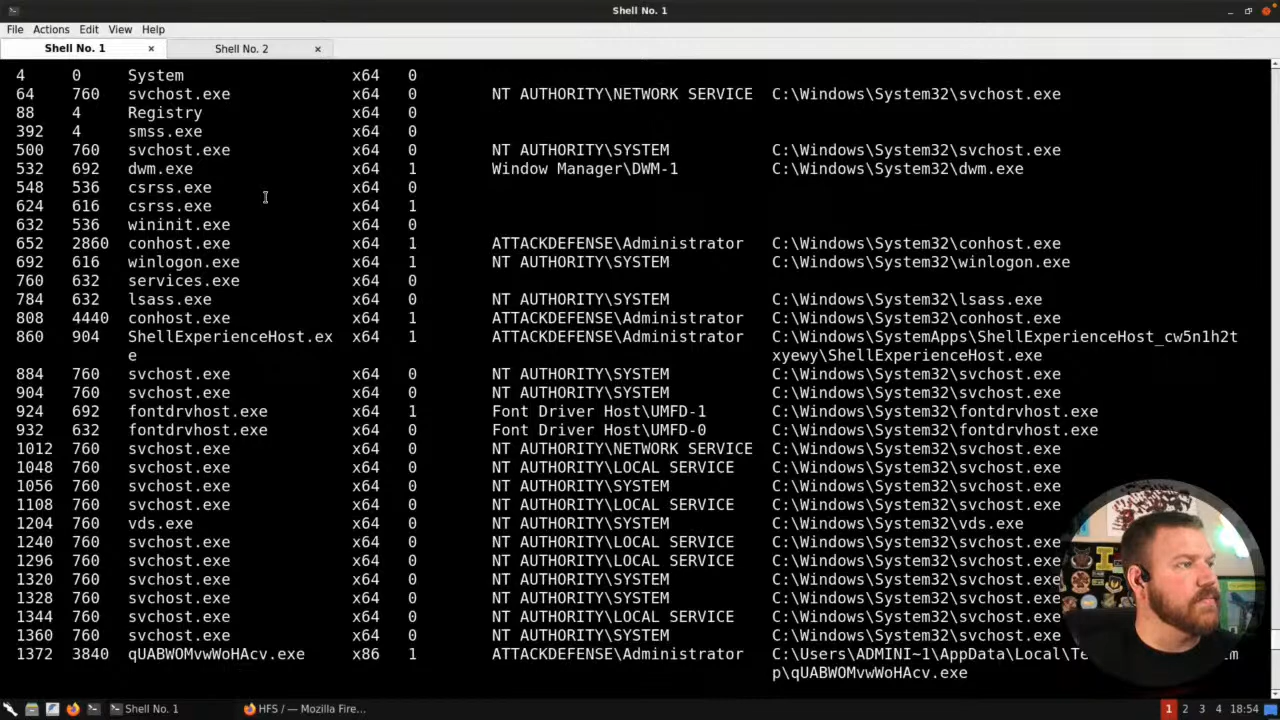 Shell No. 1
File Actions Edit View Help
Shell No. 1 × Shell No. 2 ×
4 0 System x64 0
64 760 svchost.exe x64 0 NT AUTHORITY\NETWORK SERVICE C:\Windows\System32\svchost.exe
88 4 Registry x64 0
392 4 smss.exe x64 0
500 760 svchost.exe x64 0 NT AUTHORITY\SYSTEM C:\Windows\System32\svchost.exe
532 692 dwm.exe x64 1 Window Manager\DWM-1 C:\Windows\System32\dwm.exe
548 536 csrss.exe x64 0
624 616 csrss.exe x64 1
632 536 wininit.exe x64 0
652 2860 conhost.exe x64 1 ATTACKDEFENSE\Administrator C:\Windows\System32\conhost.exe
692 616 winlogon.exe x64 1 NT AUTHORITY\SYSTEM C:\Windows\System32\winlogon.exe
760 632 services.exe x64 0
784 632 lsass.exe x64 0 NT AUTHORITY\SYSTEM C:\Windows\System32\lsass.exe
808 4440 conhost.exe x64 1 ATTACKDEFENSE\Administrator C:\Windows\System32\conhost.exe
860 904 ShellExperienceHost.ex x64 1 ATTACKDEFENSE\Administrator C:\Windows\SystemApps\ShellExperienceHost_cw5n1h2t
e xyewy\ShellExperienceHost.exe
884 760 svchost.exe x64 0 NT AUTHORITY\SYSTEM C:\Windows\System32\svchost.exe
904 760 svchost.exe x64 0 NT AUTHORITY\SYSTEM C:\Windows\System32\svchost.exe
924 692 fontdrvhost.exe x64 1 Font Driver Host\UMFD-1 C:\Windows\System32\fontdrvhost.exe
932 632 fontdrvhost.exe x64 0 Font Driver Host\UMFD-0 C:\Windows\System32\fontdrvhost.exe
1012 760 svchost.exe x64 0 NT AUTHORITY\NETWORK SERVICE C:\Windows\System32\svchost.exe
1048 760 svchost.exe x64 0 NT AUTHORITY\LOCAL SERVICE C:\Windows\System32\svchost.exe
1056 760 svchost.exe x64 0 NT AUTHORITY\SYSTEM C:\Windows\System32\svchost.exe
1108 760 svchost.exe x64 0 NT AUTHORITY\LOCAL SERVICE C:\Windows\System32\svchost.exe
1204 760 vds.exe x64 0 NT AUTHORITY\SYSTEM C:\Windows\System32\vds.exe
1240 760 svchost.exe x64 0 NT AUTHORITY\LOCAL SERVICE C:\Windows\System32\svchost.exe
1296 760 svchost.exe x64 0 NT AUTHORITY\LOCAL SERVICE C:\Windows\System32\svchost.exe
1320 760 svchost.exe x64 0 NT AUTHORITY\SYSTEM C:\Windows\System32\svchost.exe
1328 760 svchost.exe x64 0 NT AUTHORITY\SYSTEM C:\Windows\System32\svchost.exe
1344 760 svchost.exe x64 0 NT AUTHORITY\LOCAL SERVICE C:\Windows\System32\svchost.exe
1360 760 svchost.exe x64 0 NT AUTHORITY\SYSTEM C:\Windows\System32\svchost.exe
1372 3840 qUABWOMvwWoHAcv.exe x86 1 ATTACKDEFENSE\Administrator C:\Users\ADMINI~1\AppData\Local\Te
p\qUABWOMvwWoHAcv.exe
Shell No. 1 HFS / — Mozilla Fire... 1 2 3 4 18:54